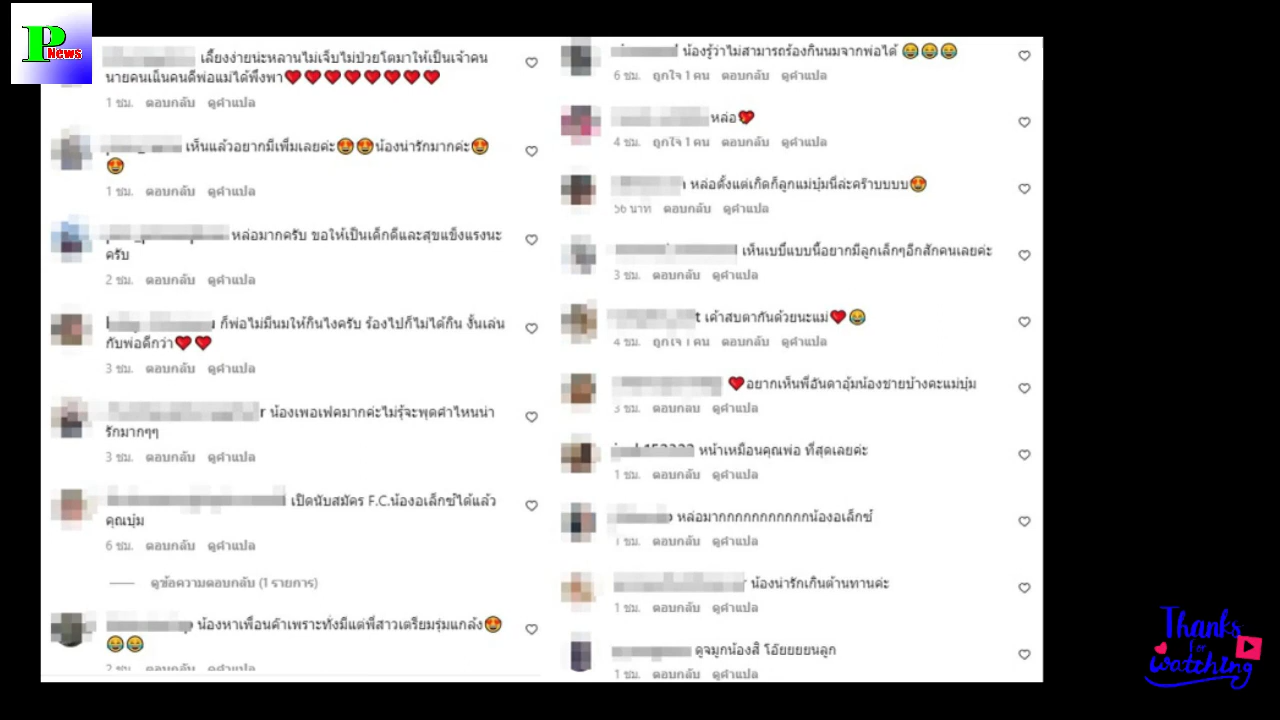 P
News
เลี้ยงง่ายน่ะหลานไม่เจ็บไม่ป่วยโตมาให้เป็นเจ้าคน
นายคนเเน็นคนดีพ่อแม่ได้พึ่งพา❤️❤️❤️❤️❤️❤️❤️❤️
1 ชม. ตอบกลับ ดูคำแปล
เห็นแล้วอยากมีเพิ่มเลยค่ะ😍😍น้องน่ารักมากค่ะ😍
😍
1 ชม. ตอบกลับ ดูคำแปล
หล่อมากครับ ขอให้เป็นเด็กดีและสุขแข็งแรงนะ
ครับ
2 ชม. ตอบกลับ ดูคำแปล
ก็พ่อไม่มีนมให้กินไงครับ ร้องไปก็ไม่ได้กิน งั้นเล่น
กับพ่อดีกว่า❤️❤️
3 ชม. ตอบกลับ ดูคำแปล
น้องเพอเฟคมากค่ะไม่รู้จะพูดคำไหนน่า
รักมากๆๆ
3 ชม. ตอบกลับ ดูคำแปล
เปิดนับสมัคร F.C.น้องอเล็กซ์ได้แล้ว
คุณบุ๋ม
6 ชม. ตอบกลับ ดูคำแปล
ดูข้อความตอบกลับ (1 รายการ)
น้องหาเพื่อนค้าเพราะทั่งมีแต่พี่สาวเตรียมรุ่มแกล้ง😍
😂😂
2 ชม. ตอบกลับ ดูคำแปล
น้องรู้ว่าไม่สามารถร้องกินนมจากพ่อได้ 😂😂😂
6 ชม. ถูกใจ 1 คน ตอบกลับ ดูคำแปล
หล่อ❤️
4 ชม. ถูกใจ 1 คน ตอบกลับ ดูคำแปล
หล่อตั้งแต่เกิดก็ลูกแม่บุ๋มนี่ล่ะคร๊าบบบบ😍
56 นาท ตอบกลับ ดูคำแปล
เห็นเบบี๋แบบนี้อยากมีลูกเล็กๆอีกสักคนเลยค่ะ
3 ชม. ตอบกลับ ดูคำแปล
เค้าสบตากันด้วยนะแม่❤️😂
4 ชม. ถูกใจ 1 คน ตอบกลับ ดูคำแปล
❤️อยากเห็นพี่อันดาอุ้มน้องชายบ้างคะแม่บุ๋ม
3 ชม. ตอบกลับ ดูคำแปล
หน้าเหมือนคุณพ่อ ที่สุดเลยค่ะ
1 ชม. ตอบกลับ ดูคำแปล
หล่อมากกกกกกกกกกกน้องอเล็กซ์
1 ชม. ตอบกลับ ดูคำแปล
น้องน่ารักเกินต้านทานค่ะ
1 ชม. ตอบกลับ ดูคำแปล
ดูจมูกน้องสิ โอ้ยยยยนลูก
1 ชม. ตอบกลับ ดูคำแปล
Thanks
for
watching